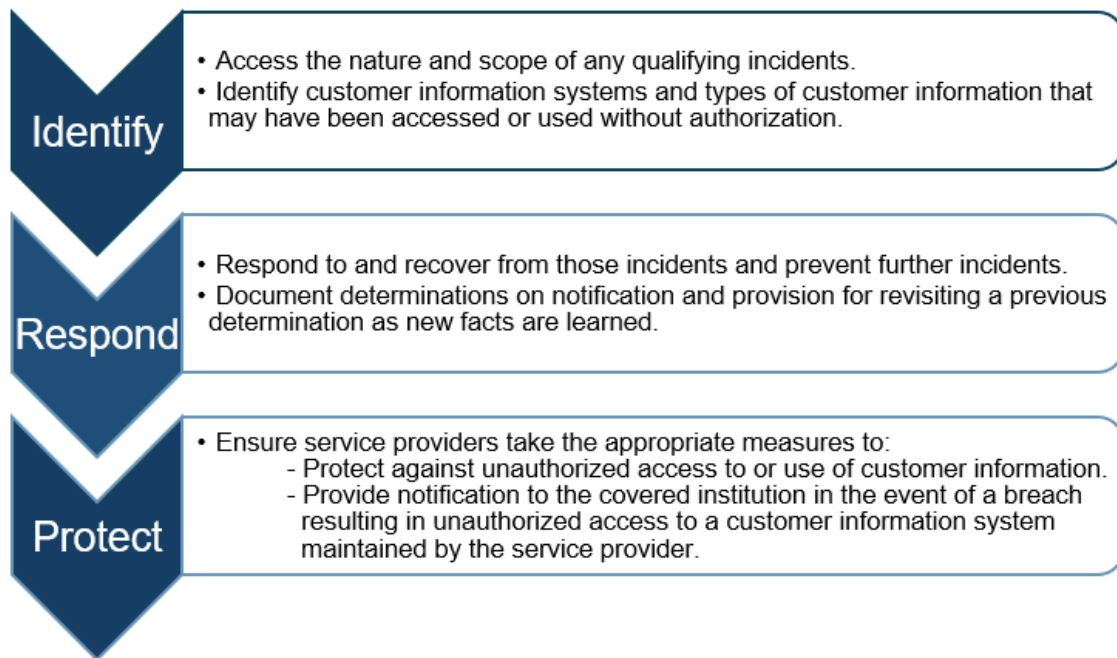 Identify
• Access the nature and scope of any qualifying incidents.
• Identify customer information systems and types of customer information that
may have been accessed or used without authorization.
Respond
• Respond to and recover from those incidents and prevent further incidents.
• Document determinations on notification and provision for revisiting a previous
determination as new facts are learned.
Protect
• Ensure service providers take the appropriate measures to:
- Protect against unauthorized access to or use of customer information.
- Provide notification to the covered institution in the event of a breach
resulting in unauthorized access to a customer information system
maintained by the service provider.